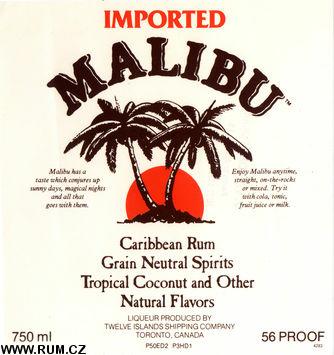 IMPORTED
MALIBU™
Malibu has a
taste which conjures up
sunny days, magical nights
and all that
goes with them.
Enjoy Malibu anytime,
straight, on-the-rocks
or mixed. Try it
with cola, tonic,
fruit juice or milk.
Caribbean Rum
Grain Neutral Spirits
Tropical Coconut and Other
Natural Flavors
LIQUEUR PRODUCED BY
TWELVE ISLANDS SHIPPING COMPANY
TORONTO, CANADA
750 ml
56 PROOF
P50ED2 P3HD1
WWW.RUM.CZ